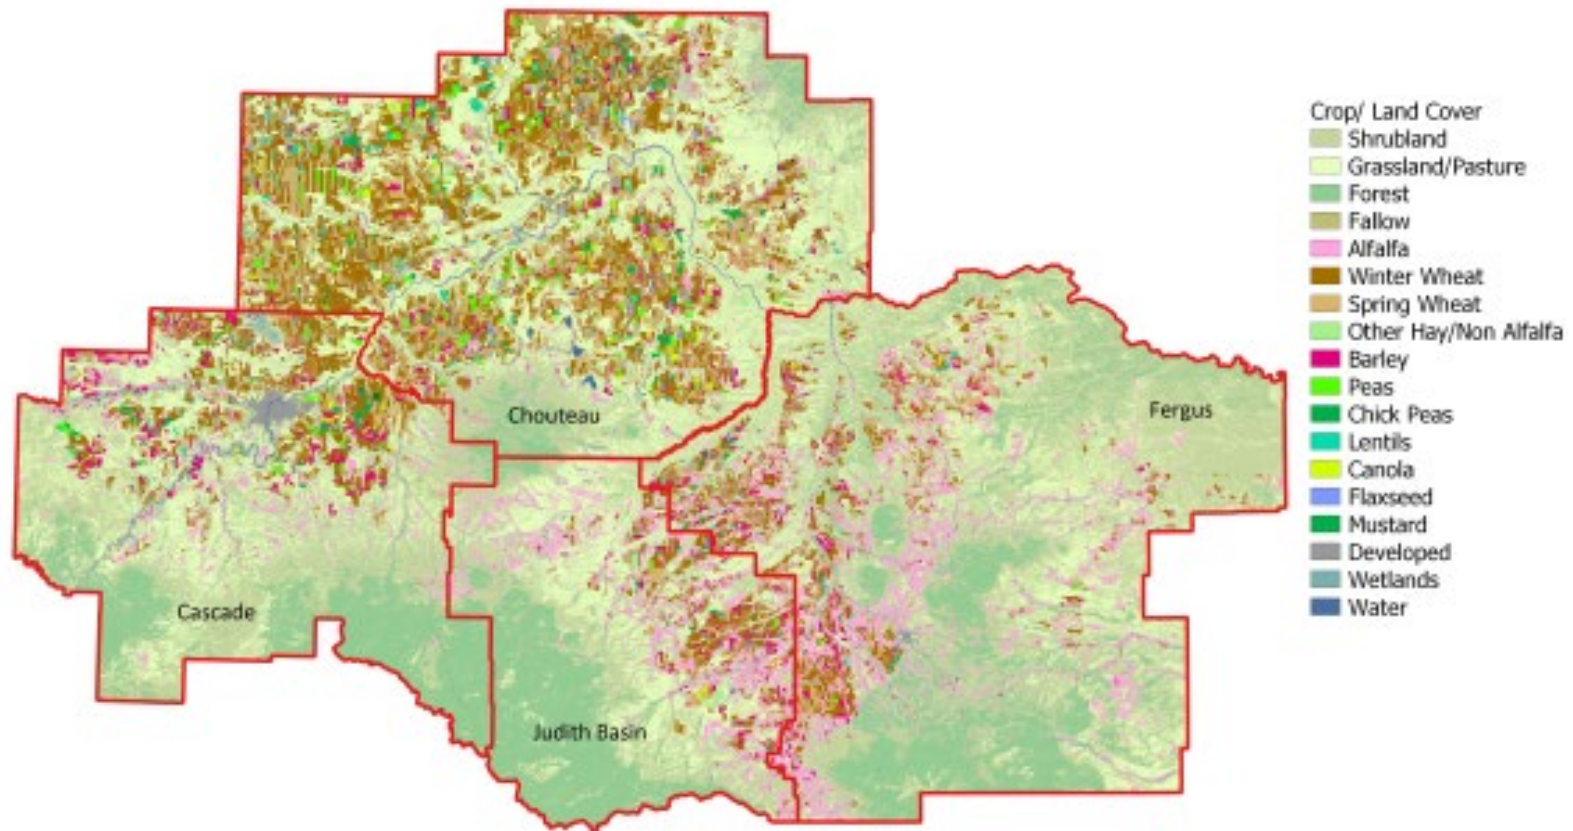 Crop/ Land Cover
Shrubland
Grassland/Pasture
Forest
Fallow
Alfalfa
Winter Wheat
Spring Wheat
Other Hay/Non Alfalfa
Barley
Peas
Chick Peas
Lentils
Canola
Flaxseed
Mustard
Developed
Wetlands
Water
Chouteau
Fergus
Cascade
Judith Basin